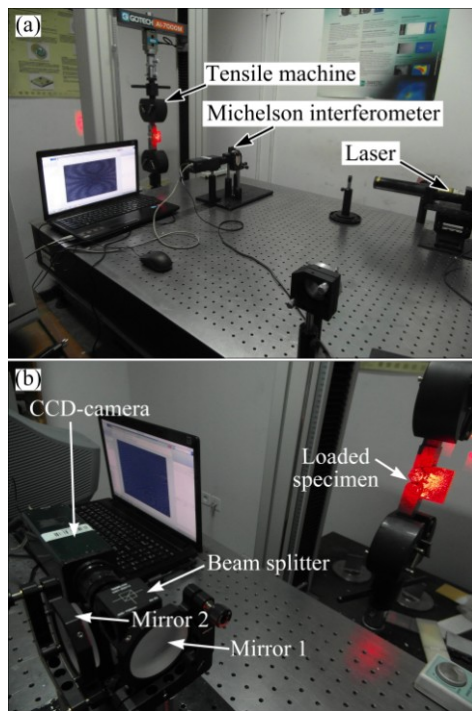 (a)
GOTECH AI-7000M
Tensile machine
Michelson interferometer
Laser
(b)
CCD-camera
Loaded
specimen
Beam splitter
Mirror 2
Mirror 1